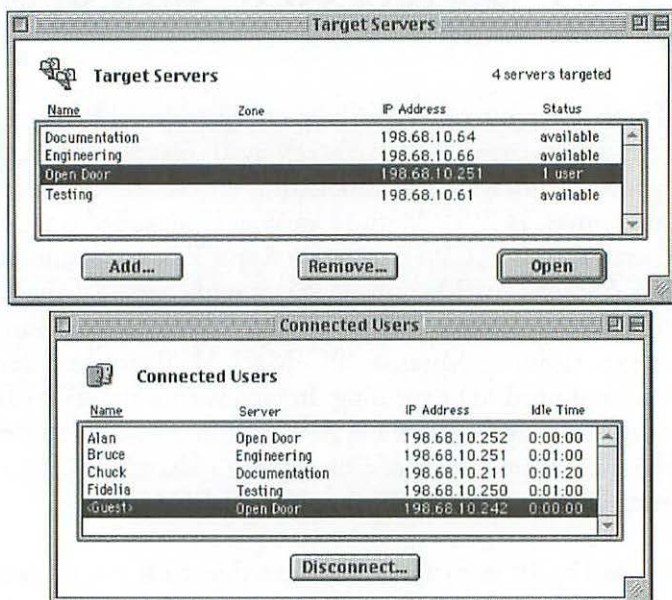 Target Servers
Target Servers
4 servers targeted
Name Zone IP Address Status
Documentation 198.68.10.64 available
Engineering 198.68.10.66 available
Open Door 198.68.10.251 1 user
Testing 198.68.10.61 available
Add... Remove... Open
Connected Users
Connected Users
Name Server IP Address Idle Time
Alan Open Door 198.68.10.252 0:00:00
Bruce Engineering 198.68.10.251 0:01:00
Chuck Documentation 198.68.10.211 0:01:20
Fidelia Testing 198.68.10.250 0:01:00
<Guest> Open Door 198.68.10.242 0:00:00
Disconnect...